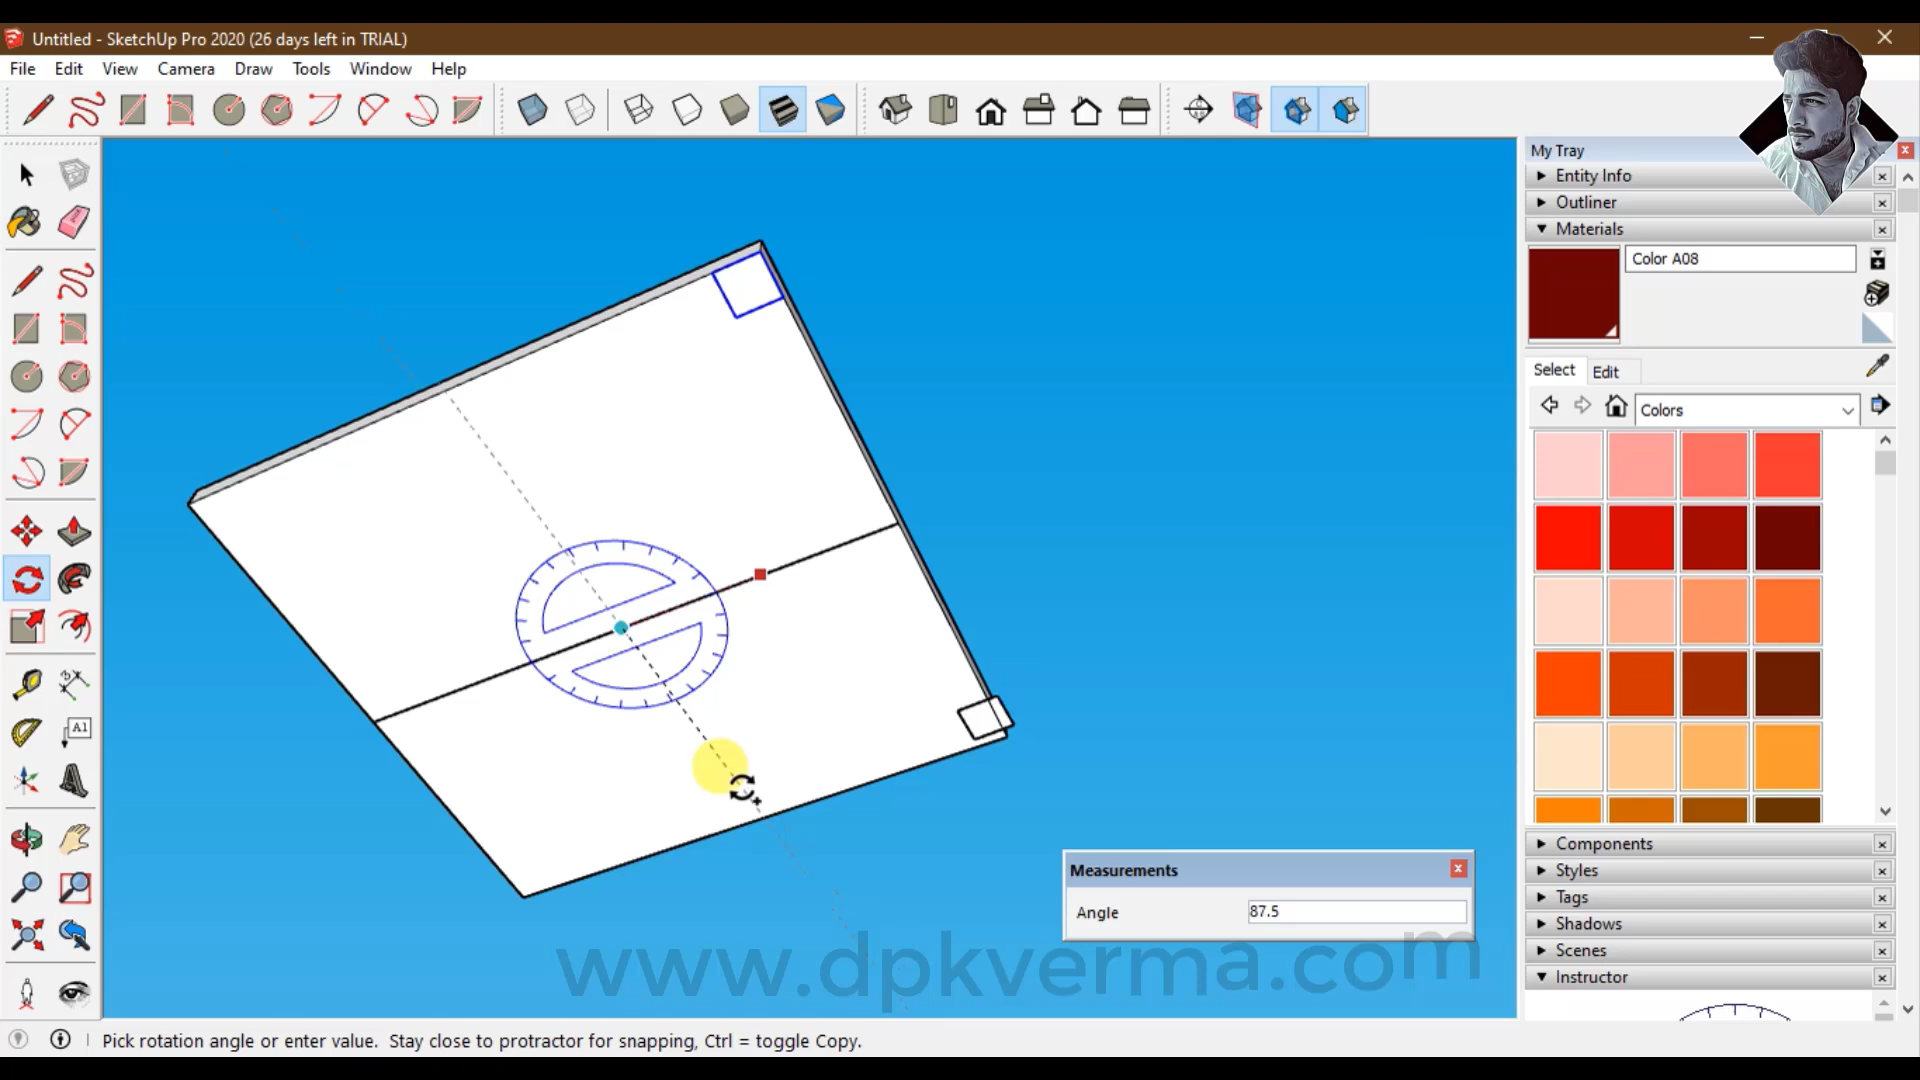 Untitled - SketchUp Pro 2020 (26 days left in TRIAL)
File Edit View Camera Draw Tools Window Help
My Tray
Entity Info
Outliner
Materials
Color A08
Select Edit
Colors
A1
Components
Styles
Tags
Shadows
Scenes
Instructor
Measurements
Angle 87.5
www.dpkverma.com
Pick rotation angle or enter value. Stay close to protractor for snapping, Ctrl = toggle Copy.